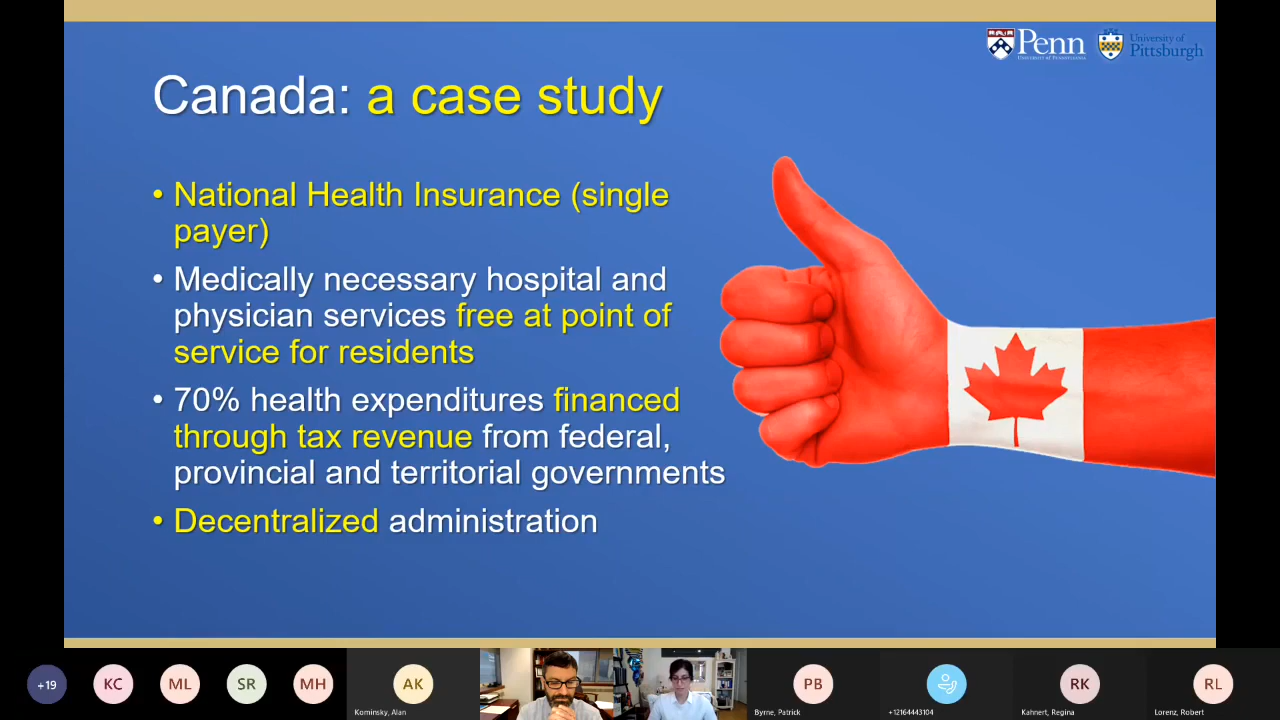 Penn
UNIVERSITY OF PENNSYLVANIA
University of
Pittsburgh
Canada: a case study
• National Health Insurance (single
payer)
• Medically necessary hospital and
physician services free at point of
service for residents
• 70% health expenditures financed
through tax revenue from federal,
provincial and territorial governments
• Decentralized administration
+19
KC
ML
SR
MH
AK
Kominsky, Alan
PB
Byrne, Patrick
+12164443104
RK
Kahnert, Regina
RL
Lorenz, Robert